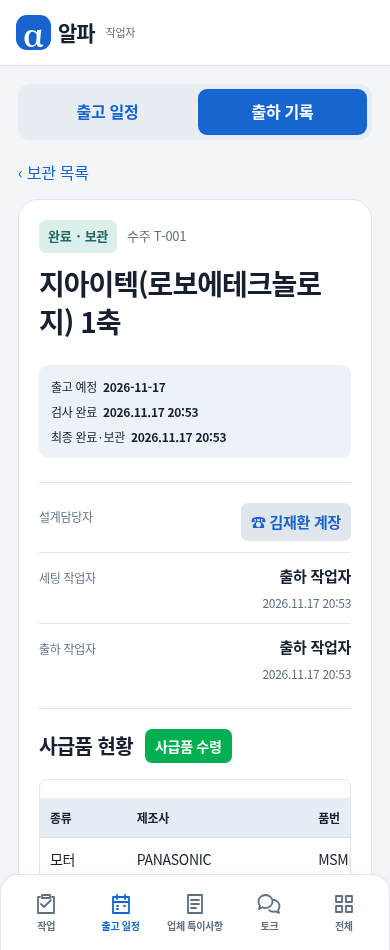 α 알파 작업자
출고 일정 출하 기록
‹ 보관 목록
완료 · 보관 수주 T-001
지아이텍(로보에테크놀로
지) 1축
출고 예정 2026-11-17
검사 완료 2026.11.17 20:53
최종 완료·보관 2026.11.17 20:53
설계담당자 ☎ 김재환 계장
세팅 작업자 출하 작업자
2026.11.17 20:53
출하 작업자 출하 작업자
2026.11.17 20:53
사급품 현황 사급품 수령
종류 제조사 품번
모터 PANASONIC MSM
작업 출고 일정 업체 특이사항 토크 전체